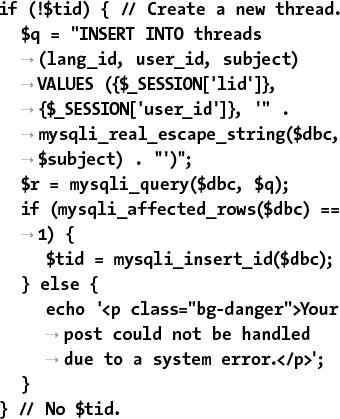 if (!$tid) { // Create a new thread.
$q = "INSERT INTO threads
→ (lang_id, user_id, subject)
→ VALUES ({$_SESSION['lid']},
→ {$_SESSION['user_id']}, '" .
→ mysqli_real_escape_string($dbc,
→ $subject) . "')";
$r = mysqli_query($dbc, $q);
if (mysqli_affected_rows($dbc) ==
→ 1) {
$tid = mysqli_insert_id($dbc);
} else {
echo '<p class="bg-danger">Your
→ post could not be handled
→ due to a system error.</p>';
}
} // No $tid.